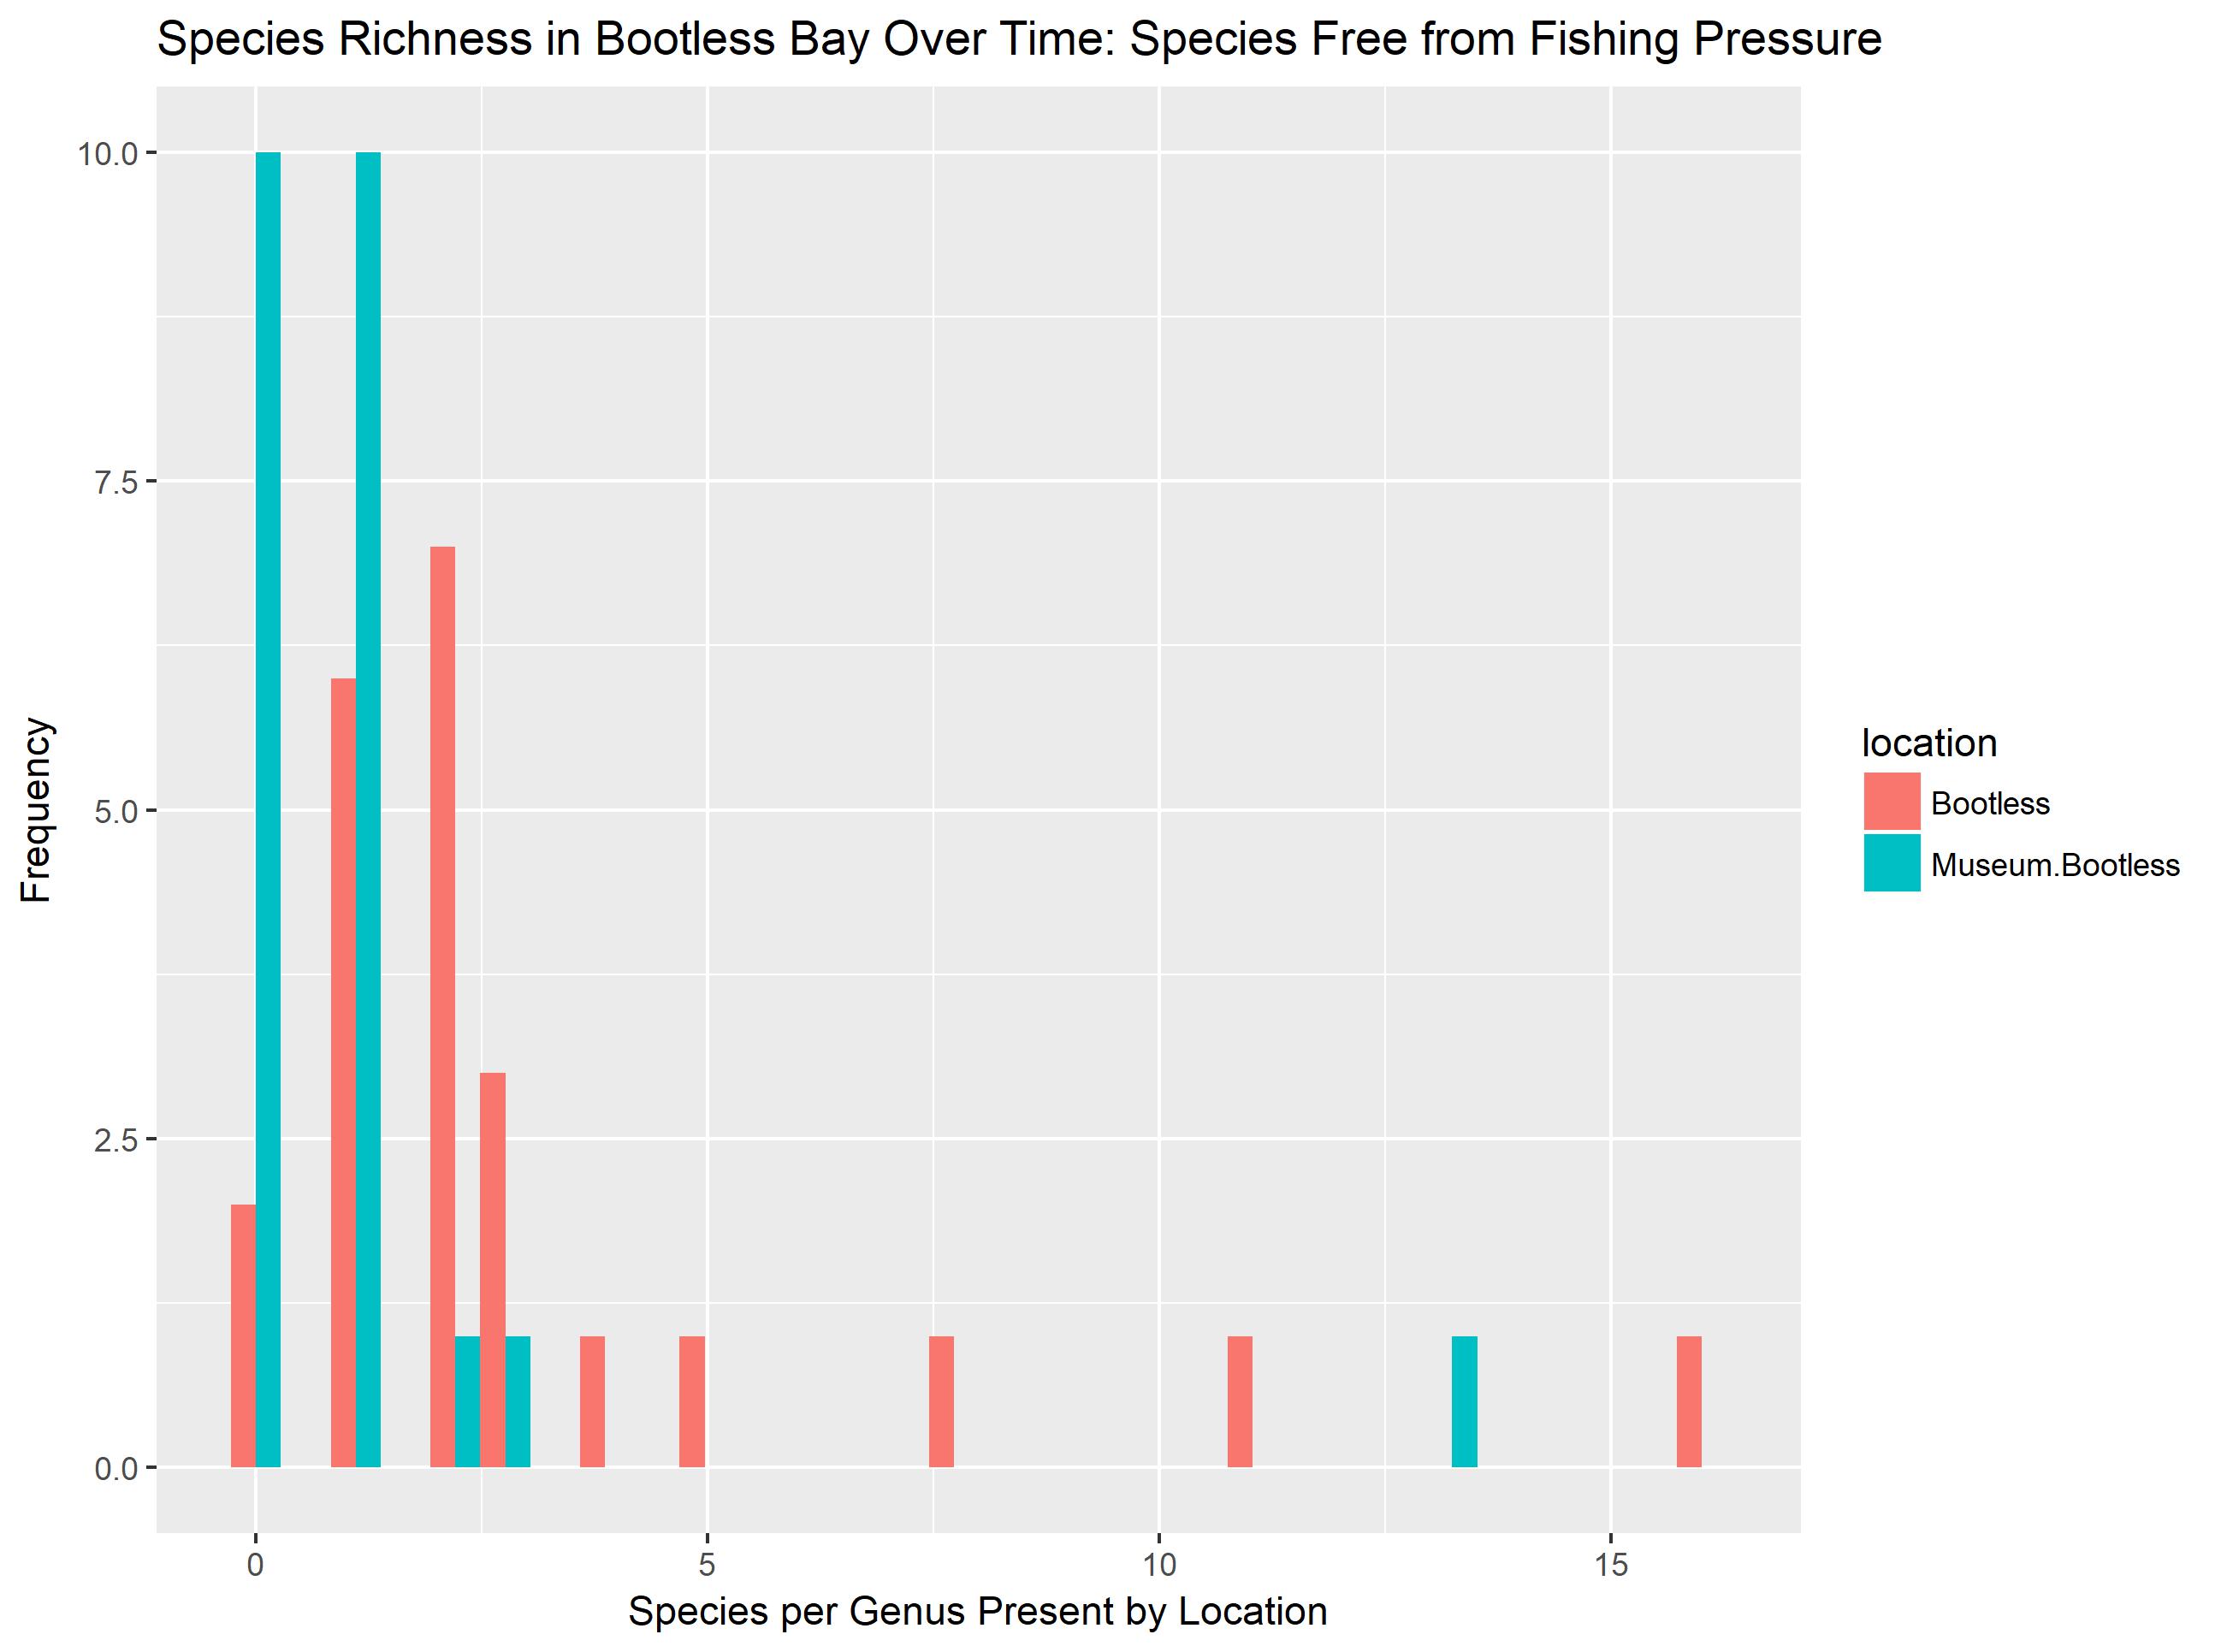 Species Richness in Bootless Bay Over Time: Species Free from Fishing Pressure
10.0
7.5
5.0
2.5
0.0
Frequency
0 5 10 15
Species per Genus Present by Location
location
Bootless
Museum.Bootless